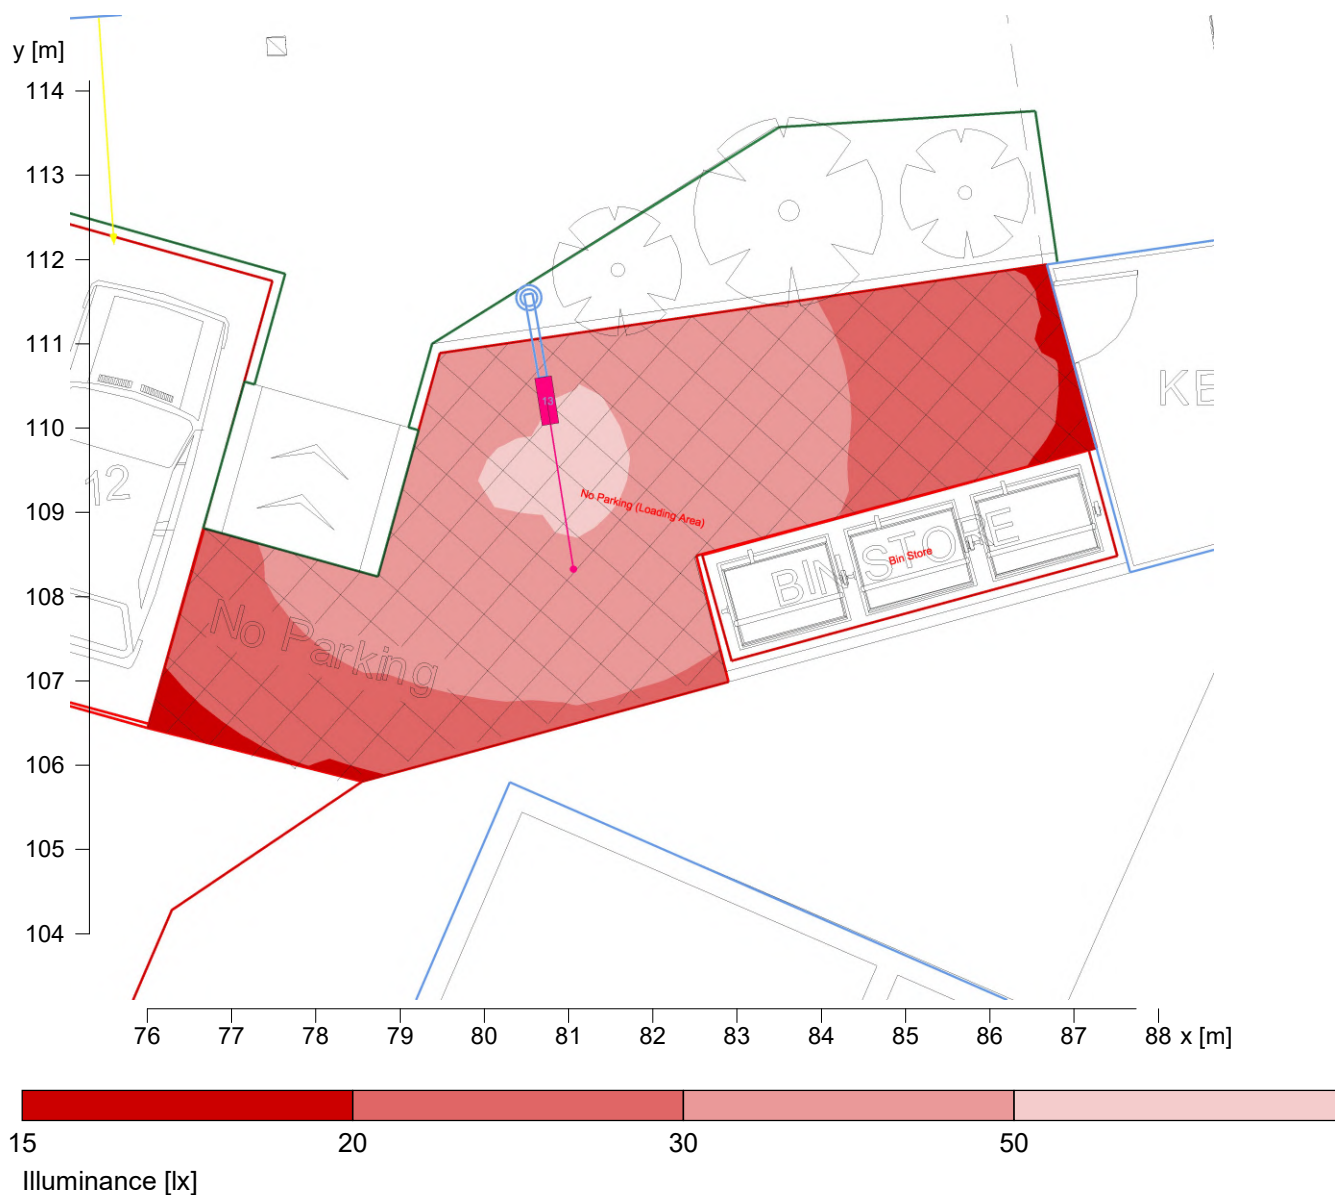 y [m]
114
113
112
111
110
109
108
107
106
105
104
12
13
KE
No Parking (Loading Area)
BIN STORE
Bin Store
No Parking
76 77 78 79 80 81 82 83 84 85 86 87 88 x [m]
15 20 30 50
Illuminance [lx]